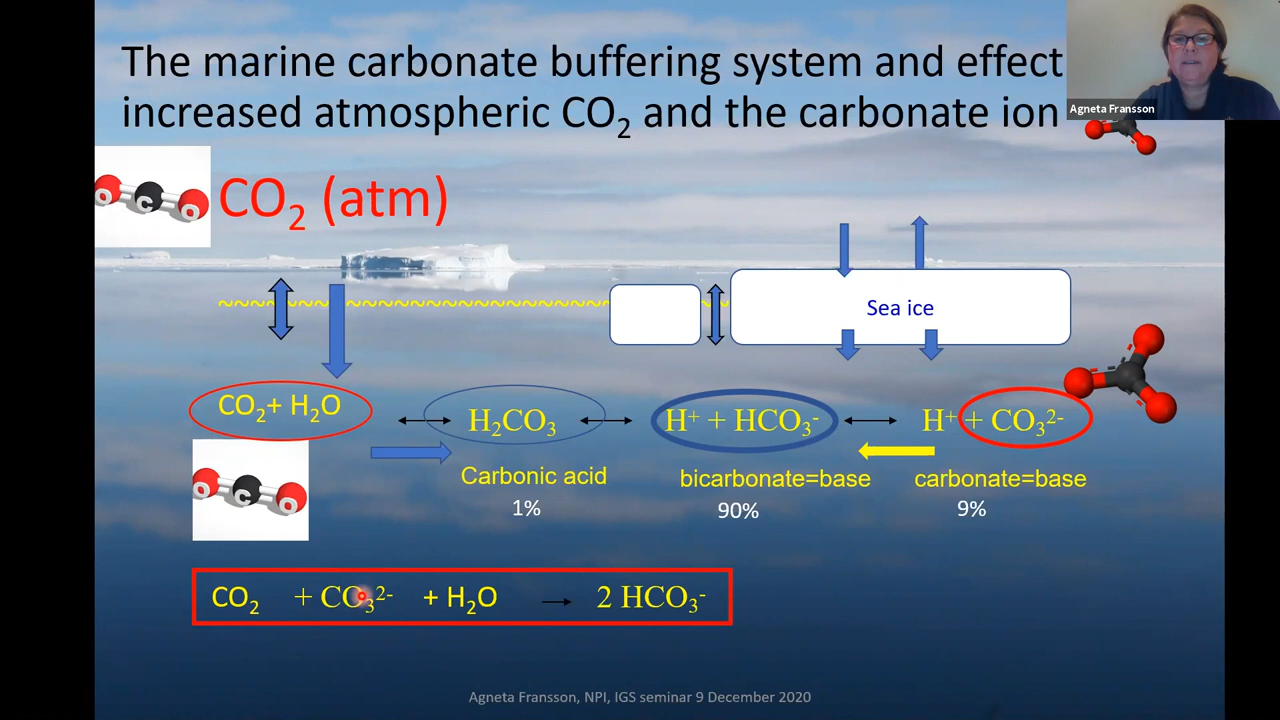 The marine carbonate buffering system and effect
increased atmospheric CO₂ and the carbonate ion
Agneta Fransson
O C O
CO₂ (atm)
~~~~~~~~~~~~~~~~~~~~~~~~~~~~~~
Sea ice
CO₂+ H₂O
H₂CO₃
H⁺ + HCO₃⁻
H⁺ + CO₃²⁻
O C O
Carbonic acid
bicarbonate=base
carbonate=base
1%
90%
9%
CO₂ + CO₃²⁻ + H₂O → 2 HCO₃⁻
Agneta Fransson, NPI, IGS seminar 9 December 2020